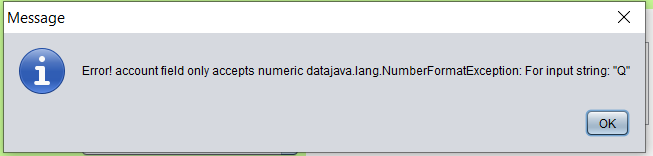 Message
Error! account field only accepts numeric datajava.lang.NumberFormatException: For input string: "Q"
OK